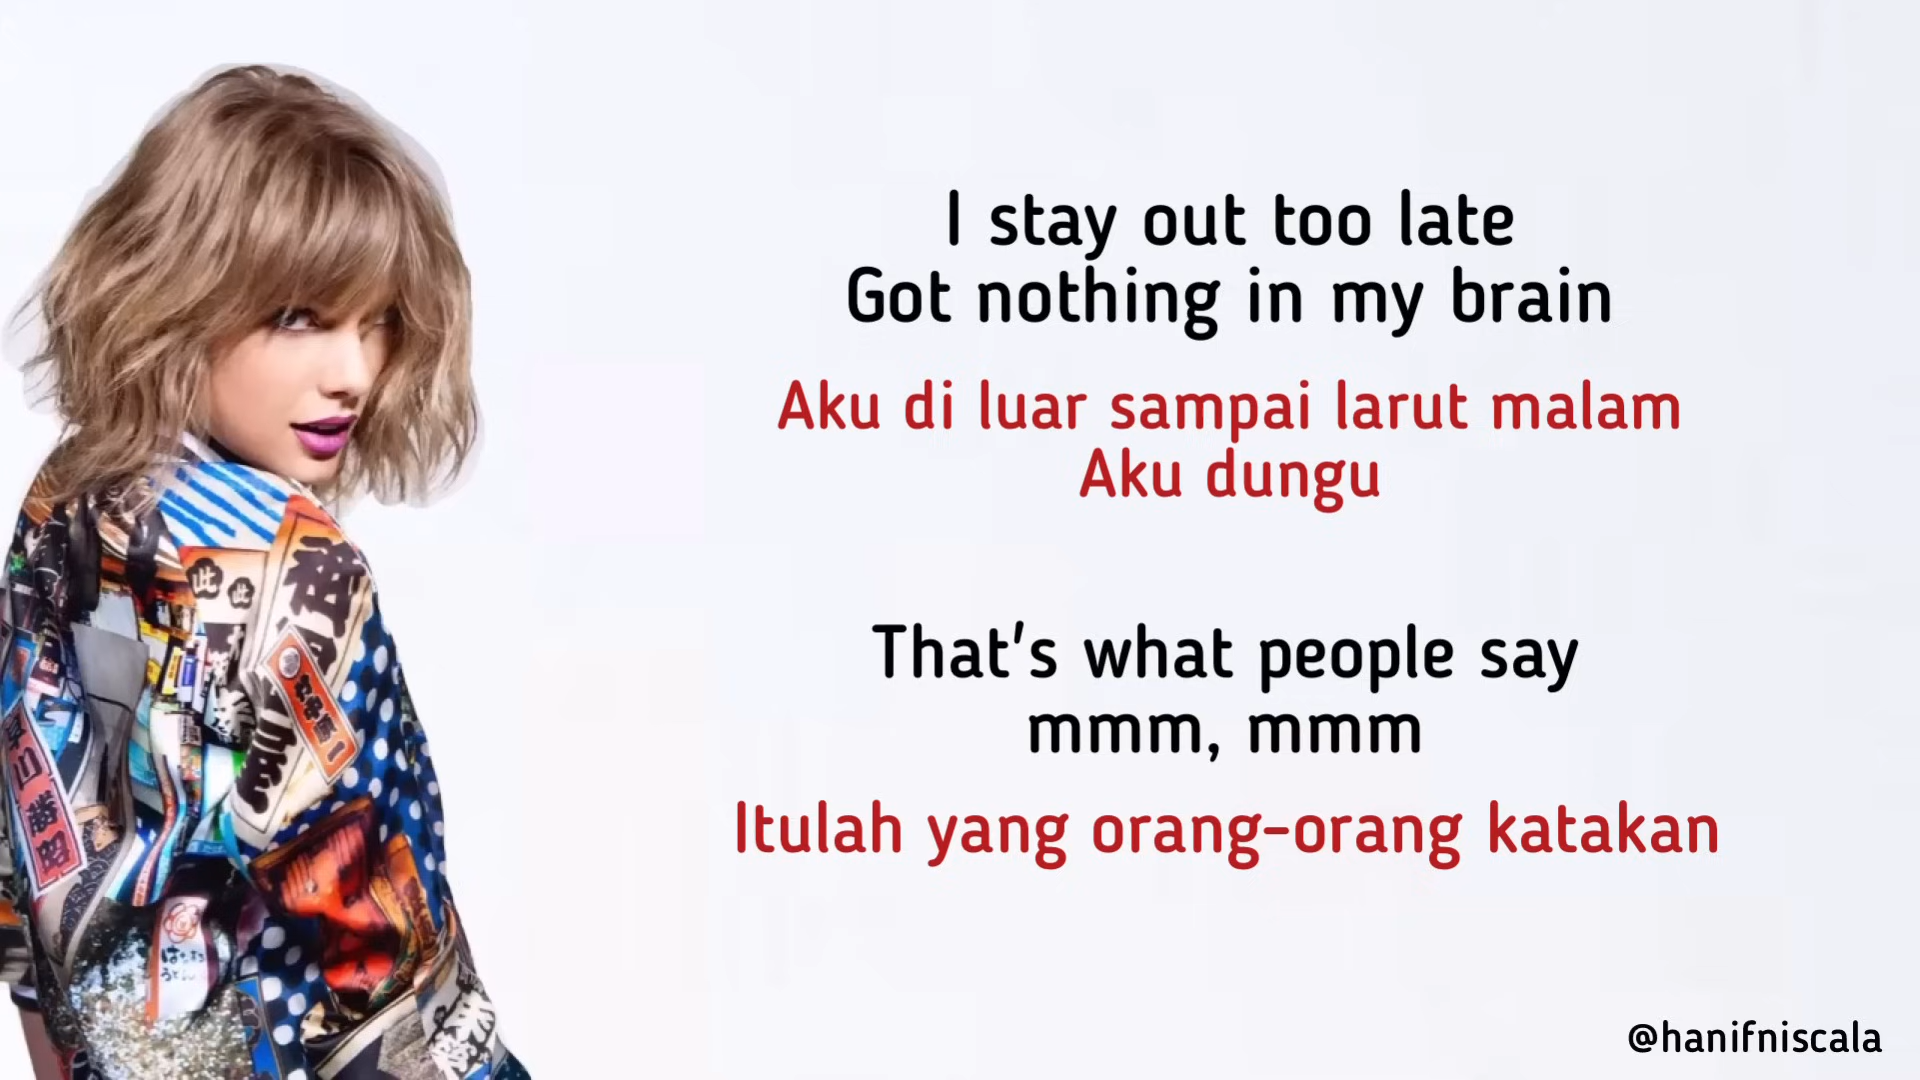 I stay out too late
Got nothing in my brain
Aku di luar sampai larut malam
Aku dungu
That's what people say
mmm, mmm
Itulah yang orang-orang katakan
@hanifniscala